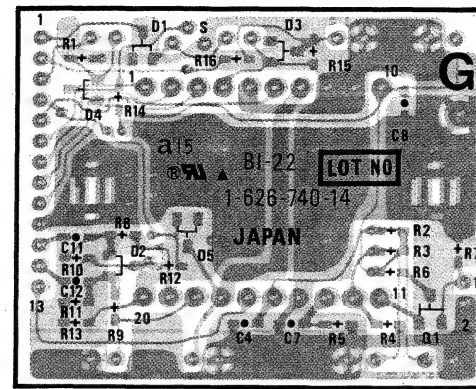 1 D1 S D3
R1 R16 R15
1 10 G
R14
D4 C8
a15
®RU BI-22 LOT NO
1-626-740-14
JAPAN
R8 R2
C11 D2 D5 R3
R10 R12 R6
C12
13 R11 20 11
R13 R9 C4 C7 R5 R4 Q1 2